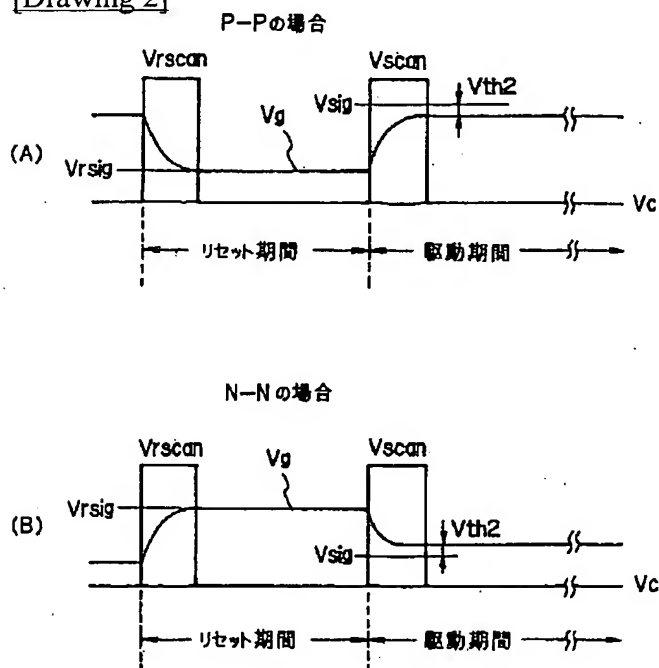 [Drawing 2]
P-Pの場合
Vrscan
Vscan
Vsig
Vth2
Vg
(A)
Vrsig
Vc
リセット期間
駆動期間
N-Nの場合
Vrscan
Vg
Vscan
Vrsig
(B)
Vth2
Vsig
Vc
リセット期間
駆動期間